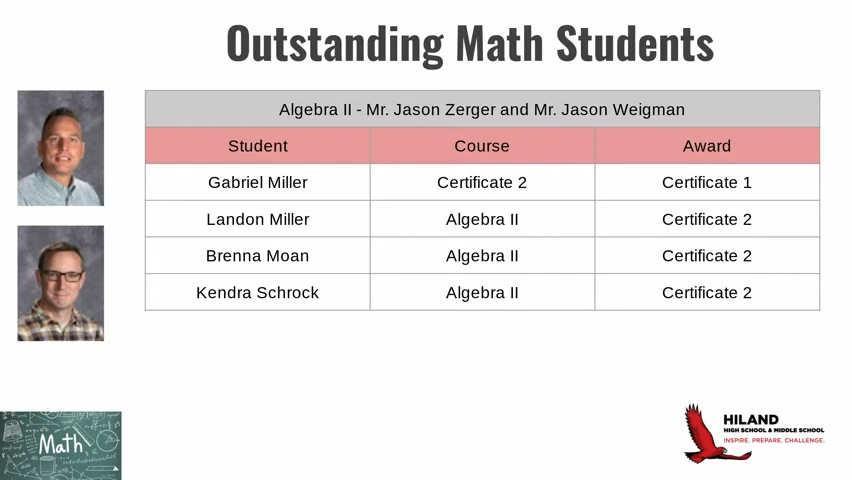 Outstanding Math Students
Algebra II - Mr. Jason Zerger and Mr. Jason Weigman
Student Course Award
Gabriel Miller Certificate 2 Certificate 1
Landon Miller Algebra II Certificate 2
Brenna Moan Algebra II Certificate 2
Kendra Schrock Algebra II Certificate 2
Math
HILAND
HIGH SCHOOL & MIDDLE SCHOOL
INSPIRE. PREPARE. CHALLENGE.